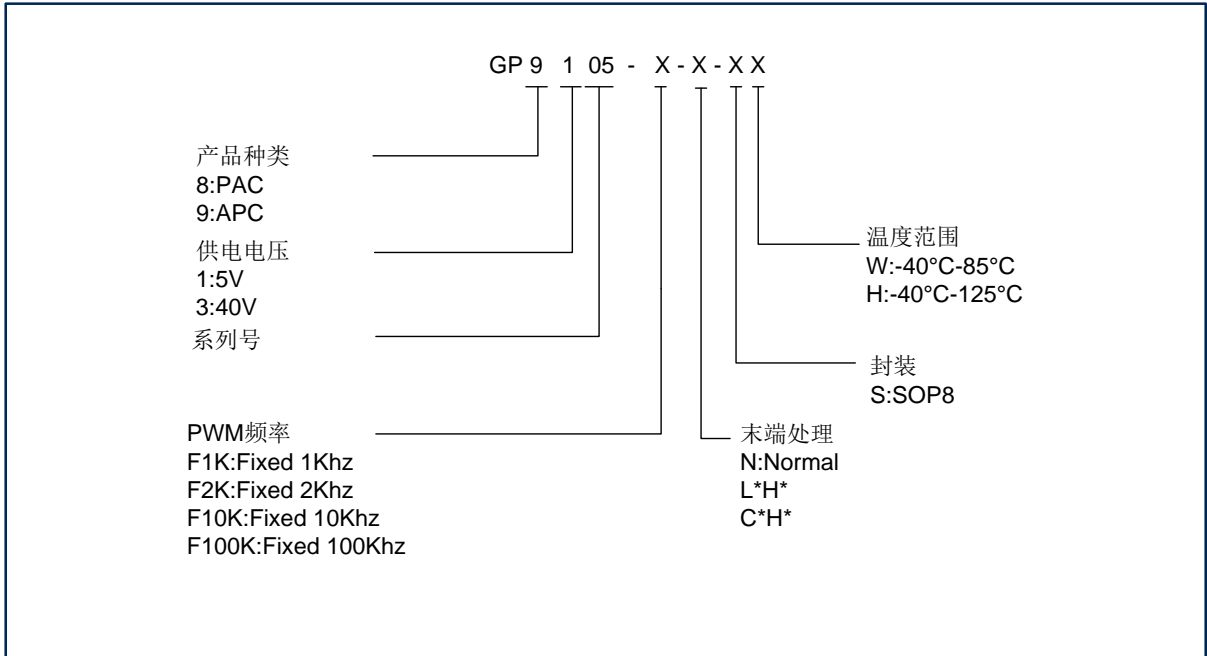 GP 9 1 05 - X - X - X X
产品种类
8:PAC
9:APC
供电电压
1:5V
3:40V
系列号
PWM频率
F1K:Fixed 1Khz
F2K:Fixed 2Khz
F10K:Fixed 10Khz
F100K:Fixed 100Khz
温度范围
W:-40°C-85°C
H:-40°C-125°C
封装
S:SOP8
末端处理
N:Normal
L*H*
C*H*